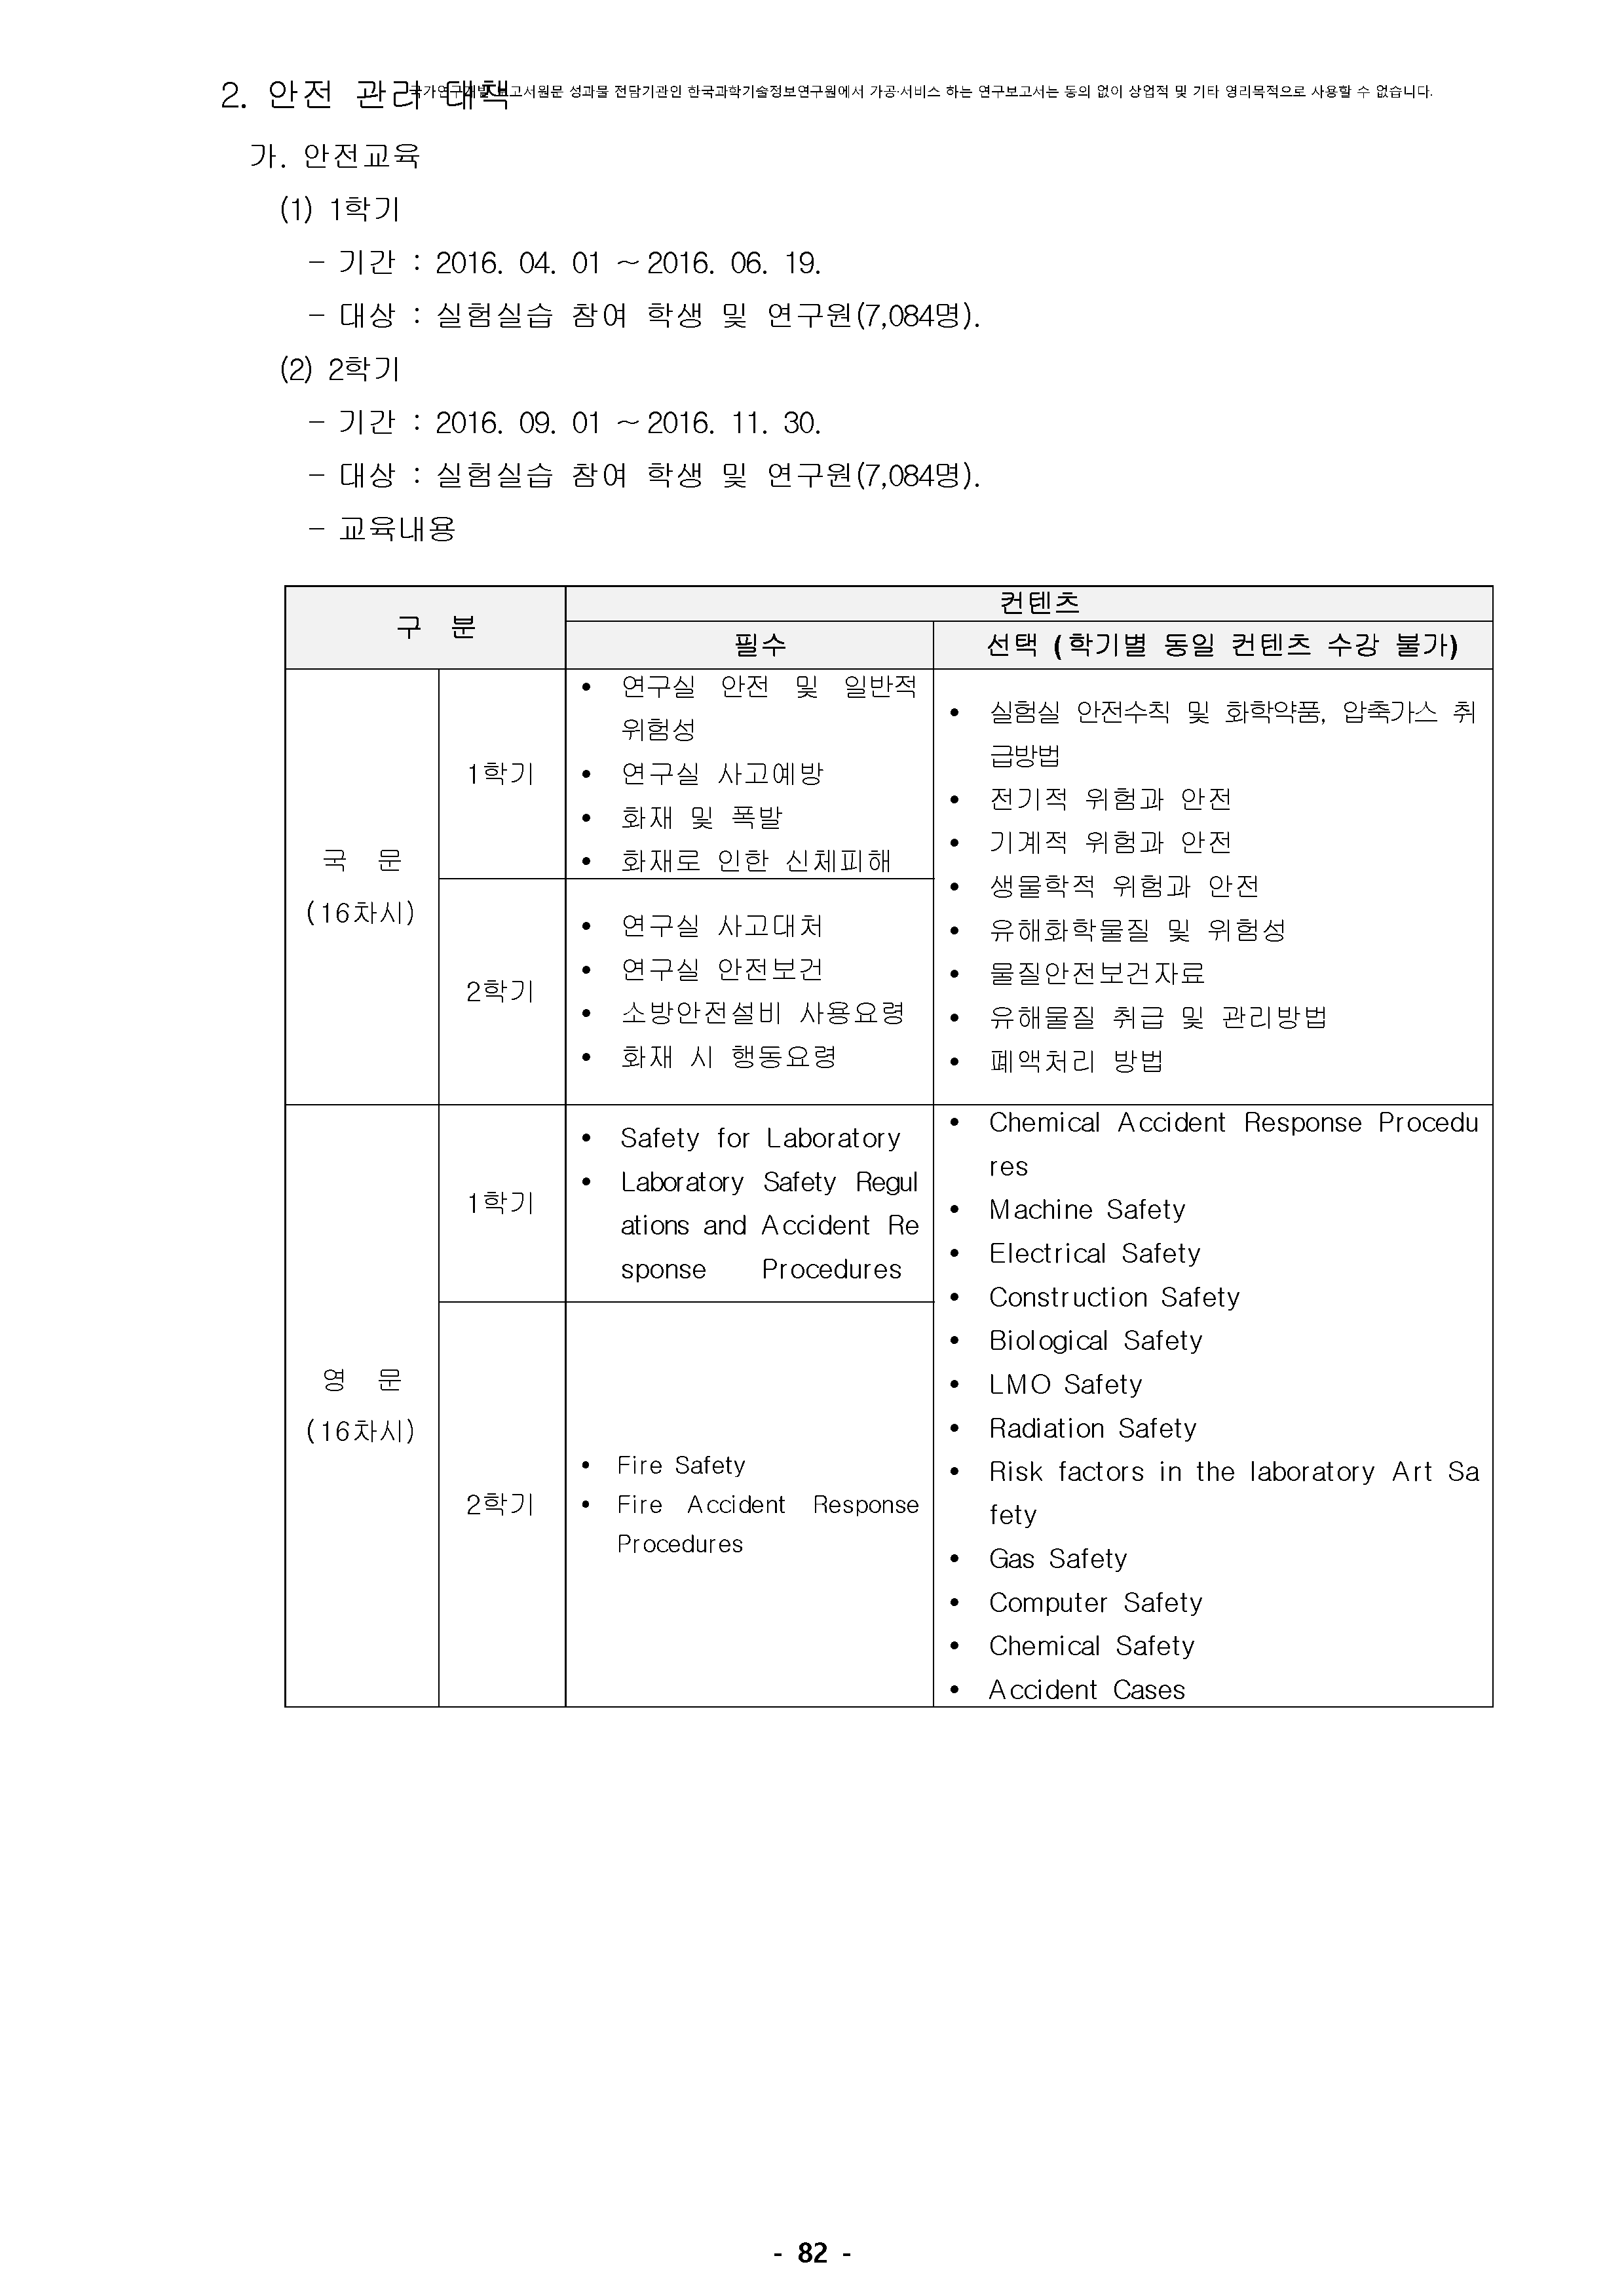 국가연구개발 보고서원문 성과물 전담기관인 한국과학기술정보연구원에서 가공·서비스 하는 연구보고서는 동의 없이 상업적 및 기타 영리목적으로 사용할 수 없습니다.
2. 안전 관리 대책
가. 안전교육
(1) 1학기
- 기간 : 2016. 04. 01 ~ 2016. 06. 19.
- 대상 : 실험실습 참여 학생 및 연구원(7,084명).
(2) 2학기
- 기간 : 2016. 09. 01 ~ 2016. 11. 30.
- 대상 : 실험실습 참여 학생 및 연구원(7,084명).
- 교육내용
구 분
컨텐츠
필수
선택 (학기별 동일 컨텐츠 수강 불가)
국 문
(16차시)
1학기
• 연구실 안전 및 일반적
위험성
• 연구실 사고예방
• 화재 및 폭발
• 화재로 인한 신체피해
2학기
• 연구실 사고대처
• 연구실 안전보건
• 소방안전설비 사용요령
• 화재 시 행동요령
• 실험실 안전수칙 및 화학약품, 압축가스 취
급방법
• 전기적 위험과 안전
• 기계적 위험과 안전
• 생물학적 위험과 안전
• 유해화학물질 및 위험성
• 물질안전보건자료
• 유해물질 취급 및 관리방법
• 폐액처리 방법
영 문
(16차시)
1학기
• Safety for Laboratory
• Laboratory Safety Regul
ations and Accident Re
sponse Procedures
2학기
• Fire Safety
• Fire Accident Response
Procedures
• Chemical Accident Response Procedu
res
• Machine Safety
• Electrical Safety
• Construction Safety
• Biological Safety
• LMO Safety
• Radiation Safety
• Risk factors in the laboratory Art Sa
fety
• Gas Safety
• Computer Safety
• Chemical Safety
• Accident Cases
- 82 -